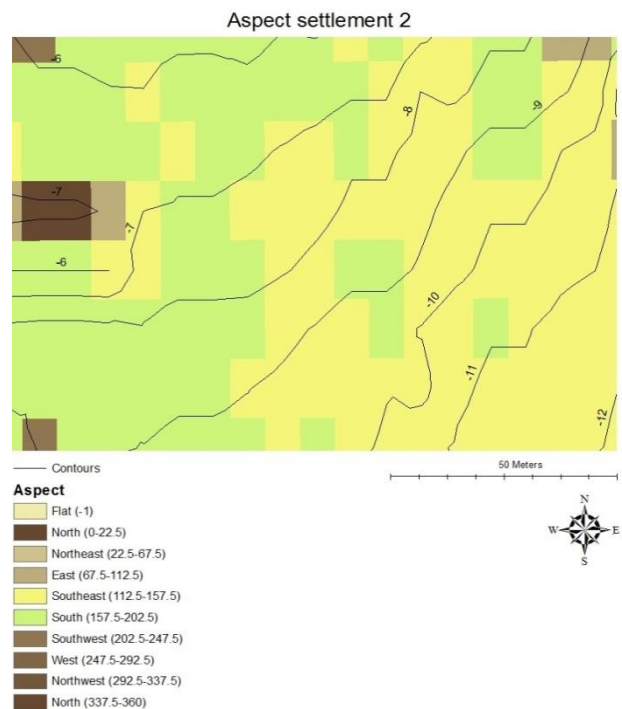 Aspect settlement 2
-6
-8
-9
-7
-7
-6
-10
-11
-12
Contours
50 Meters
Aspect
Flat (-1)
North (0-22.5)
Northeast (22.5-67.5)
East (67.5-112.5)
Southeast (112.5-157.5)
South (157.5-202.5)
Southwest (202.5-247.5)
West (247.5-292.5)
Northwest (292.5-337.5)
North (337.5-360)
N
W E
S